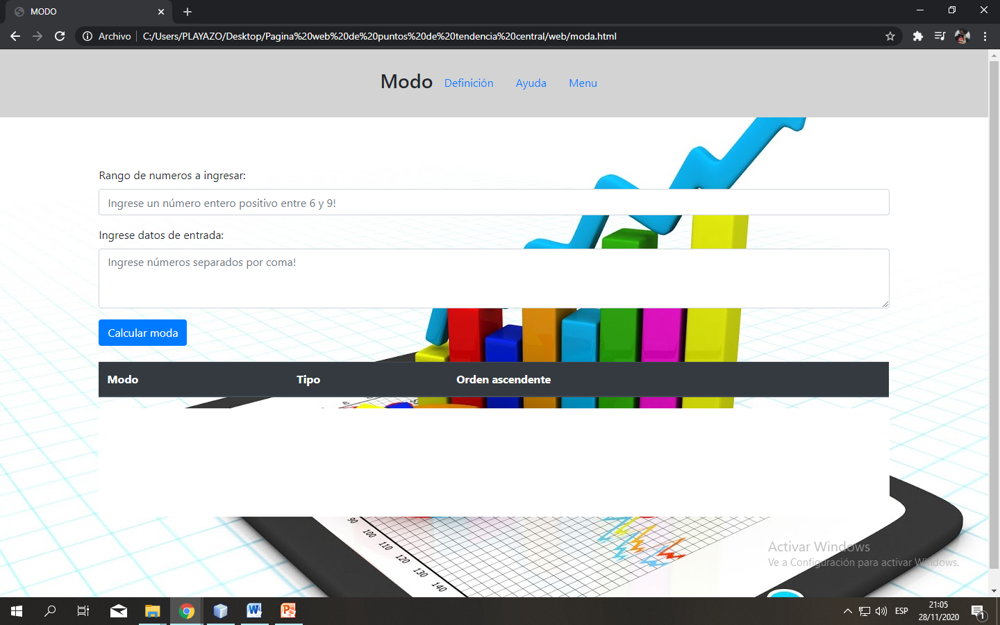 MODO
Archivo
C:/Users/PLAYAZO/Desktop/Pagina%20web%20de%20puntos%20de%20tendencia%20central/web/moda.html
Modo Definición Ayuda Menu
Rango de numeros a ingresar:
Ingrese un número entero positivo entre 6 y 9!
Ingrese datos de entrada:
Ingrese números separados por coma!
Calcular moda
Modo Tipo Orden ascendente
90
100
110
120
130
140
Activar Windows
Ve a Configuración para activar Windows.
ESP
21:05
28/11/2020
1